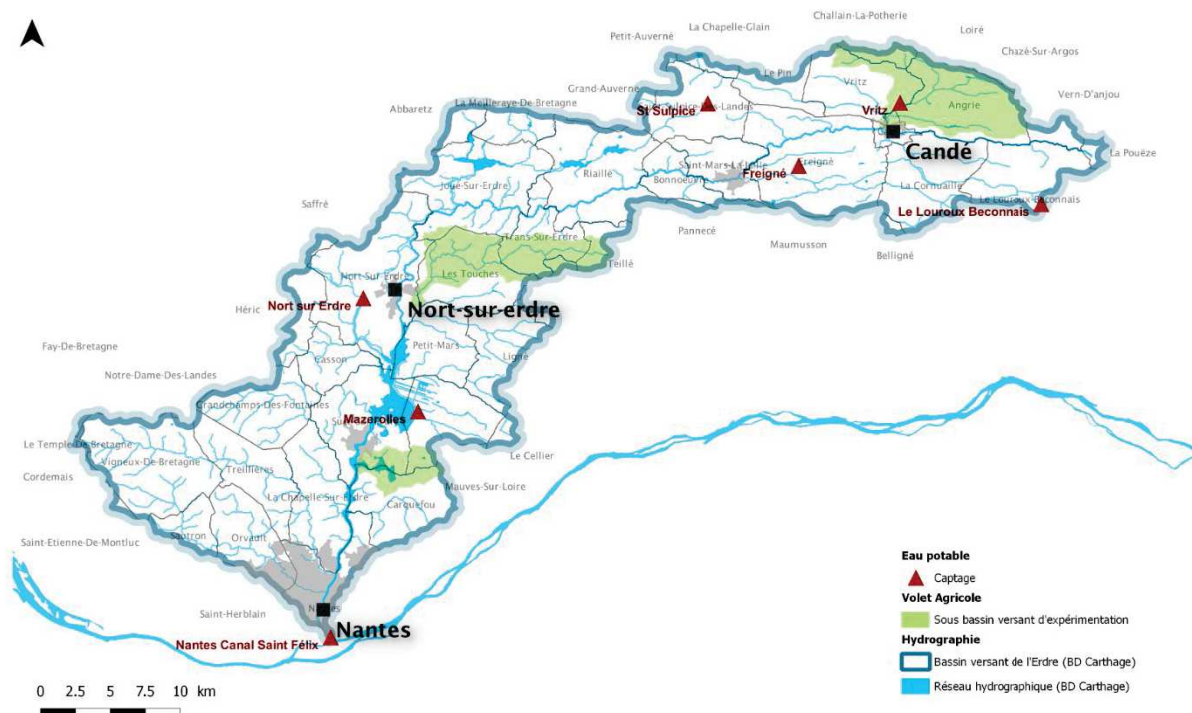 Challain-La-Potherie
La Chapelle-Glain
Loiré
Petit-Auverné
Chazé-Sur-Argos
Le Pin
Vritz
Grand-Auverné
Vern-D'anjou
La Meilleraye-De-Bretagne
Abbaretz
St Sulpice
Sulpice-Des-Landes
Vritz
Angrie
Candé
La Pouëze
Saint-Mars-La-Jaille
Freigné
Freigné
Riaillé
Bonnoeuvre
Joué-Sur-Erdre
La Cornuaille
Le Louroux-Béconnais
Le Louroux Beconnais
Saffré
Pannecé
Maumusson
Belligné
Trans-Sur-Erdre
Teillé
Les Touches
Nort Sur Erdre
Nort sur Erdre
Nort-sur-erdre
Héric
Fay-De-Bretagne
Petit-Mars
Ligné
Casson
Notre-Dame-Des-Landes
Grandchamps-Des-Fontaines
Mazerolles
Le Temple-De-Bretagne
Le Cellier
Vigneux-De-Bretagne
Treillières
Cordemais
Mauves-Sur-Loire
La Chapelle-Sur-Erdre
Carquefou
Saint-Etienne-De-Montluc
Sautron
Orvault
Saint-Herblain
Nantes
Nantes Canal Saint Félix
Eau potable
Captage
Volet Agricole
Sous bassin versant d'expérimentation
Hydrographie
Bassin versant de l'Erdre (BD Carthage)
Réseau hydrographique (BD Carthage)
0 2.5 5 7.5 10 km